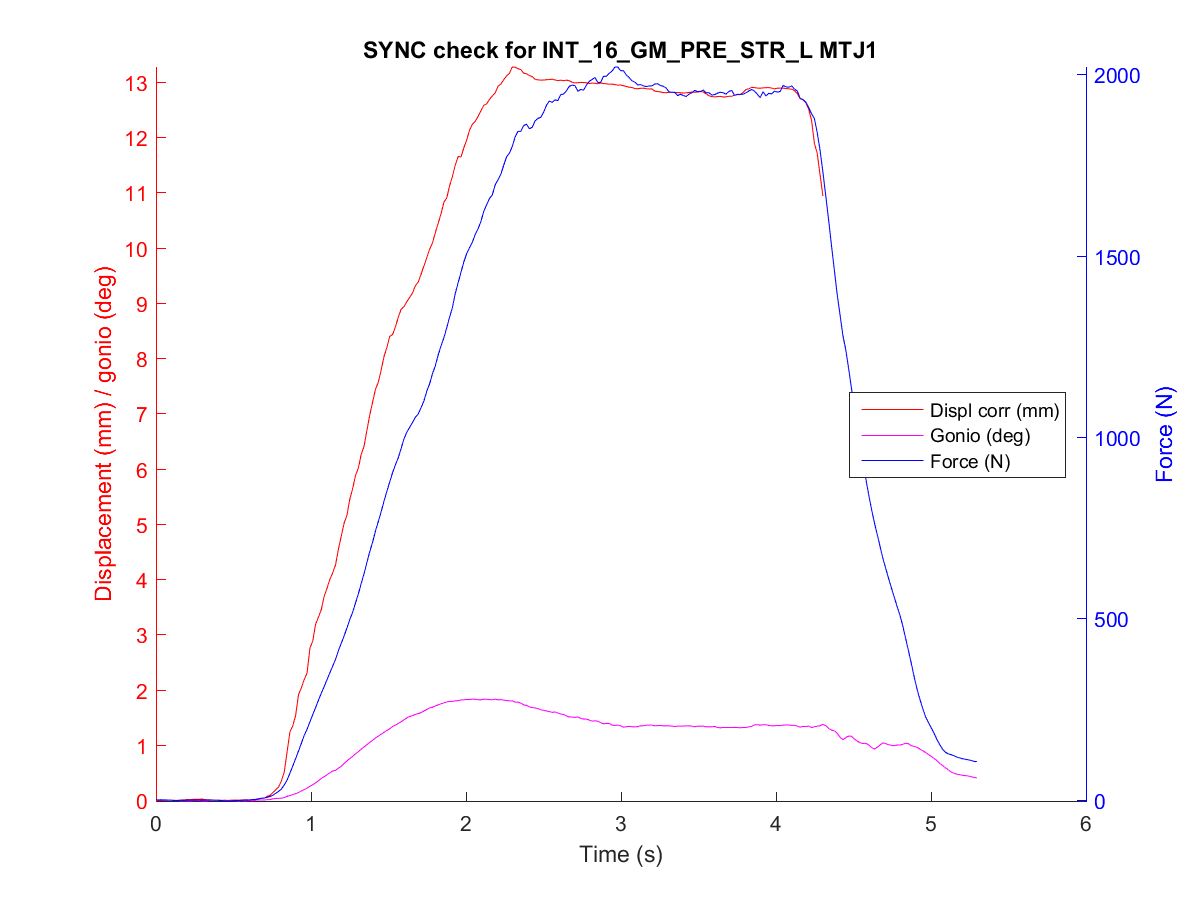 SYNC check for INT_16_GM_PRE_STR_L MTJ1
13
12
11
10
9
8
7
6
5
4
3
2
1
0
Displacement (mm) / gonio (deg)
2000
1500
1000
500
0
Force (N)
Displ corr (mm)
Gonio (deg)
Force (N)
0 1 2 3 4 5 6
Time (s)